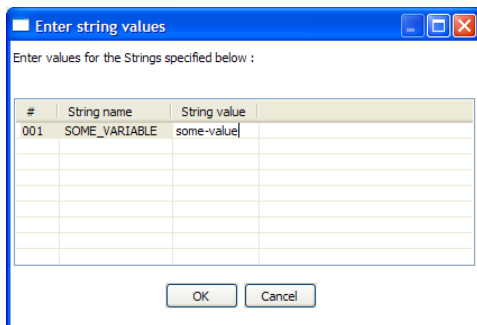 Enter string values
Enter values for the Strings specified below :
# String name String value
001 SOME_VARIABLE some-value
OK Cancel